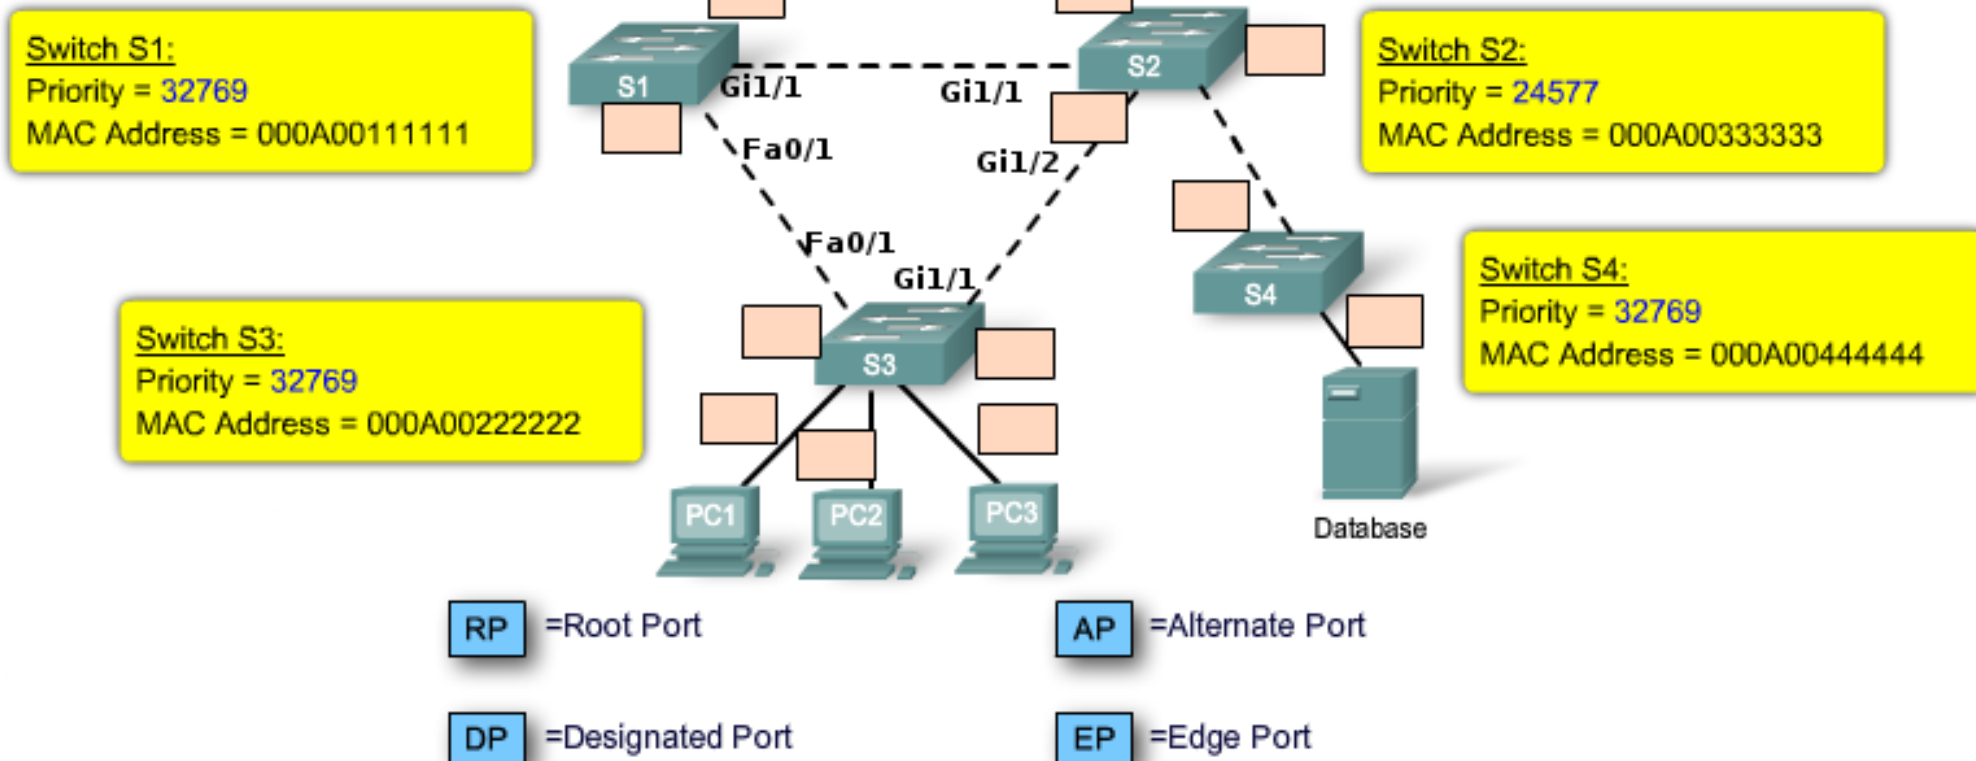 Switch S1:
Priority = 32769
MAC Address = 000A00111111
S1
Gi1/1
Gi1/1
S2
Switch S2:
Priority = 24577
MAC Address = 000A00333333
Fa0/1
Gi1/2
Fa0/1
Gi1/1
Switch S3:
Priority = 32769
MAC Address = 000A00222222
S3
S4
Switch S4:
Priority = 32769
MAC Address = 000A00444444
PC1
PC2
PC3
Database
RP =Root Port
AP =Alternate Port
DP =Designated Port
EP =Edge Port